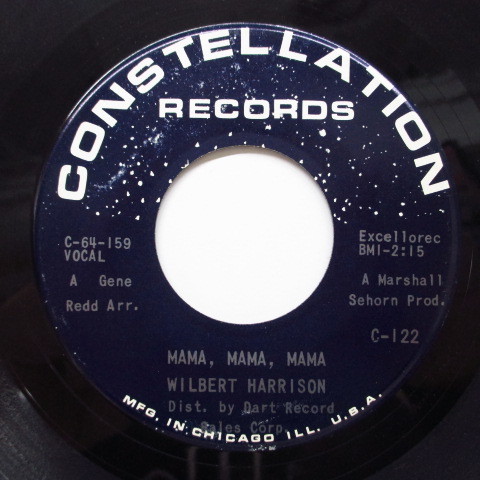 CONSTELLATION
RECORDS
C-64-159
VOCAL
A Gene
Redd Arr.
Excellorec
BMI-2:15
A Marshall
Sehorn Prod.
C-122
MAMA, MAMA, MAMA
WILBERT HARRISON
Dist. by Dart Record
Sales Corp.
MFG. IN CHICAGO ILL. U.S.A.